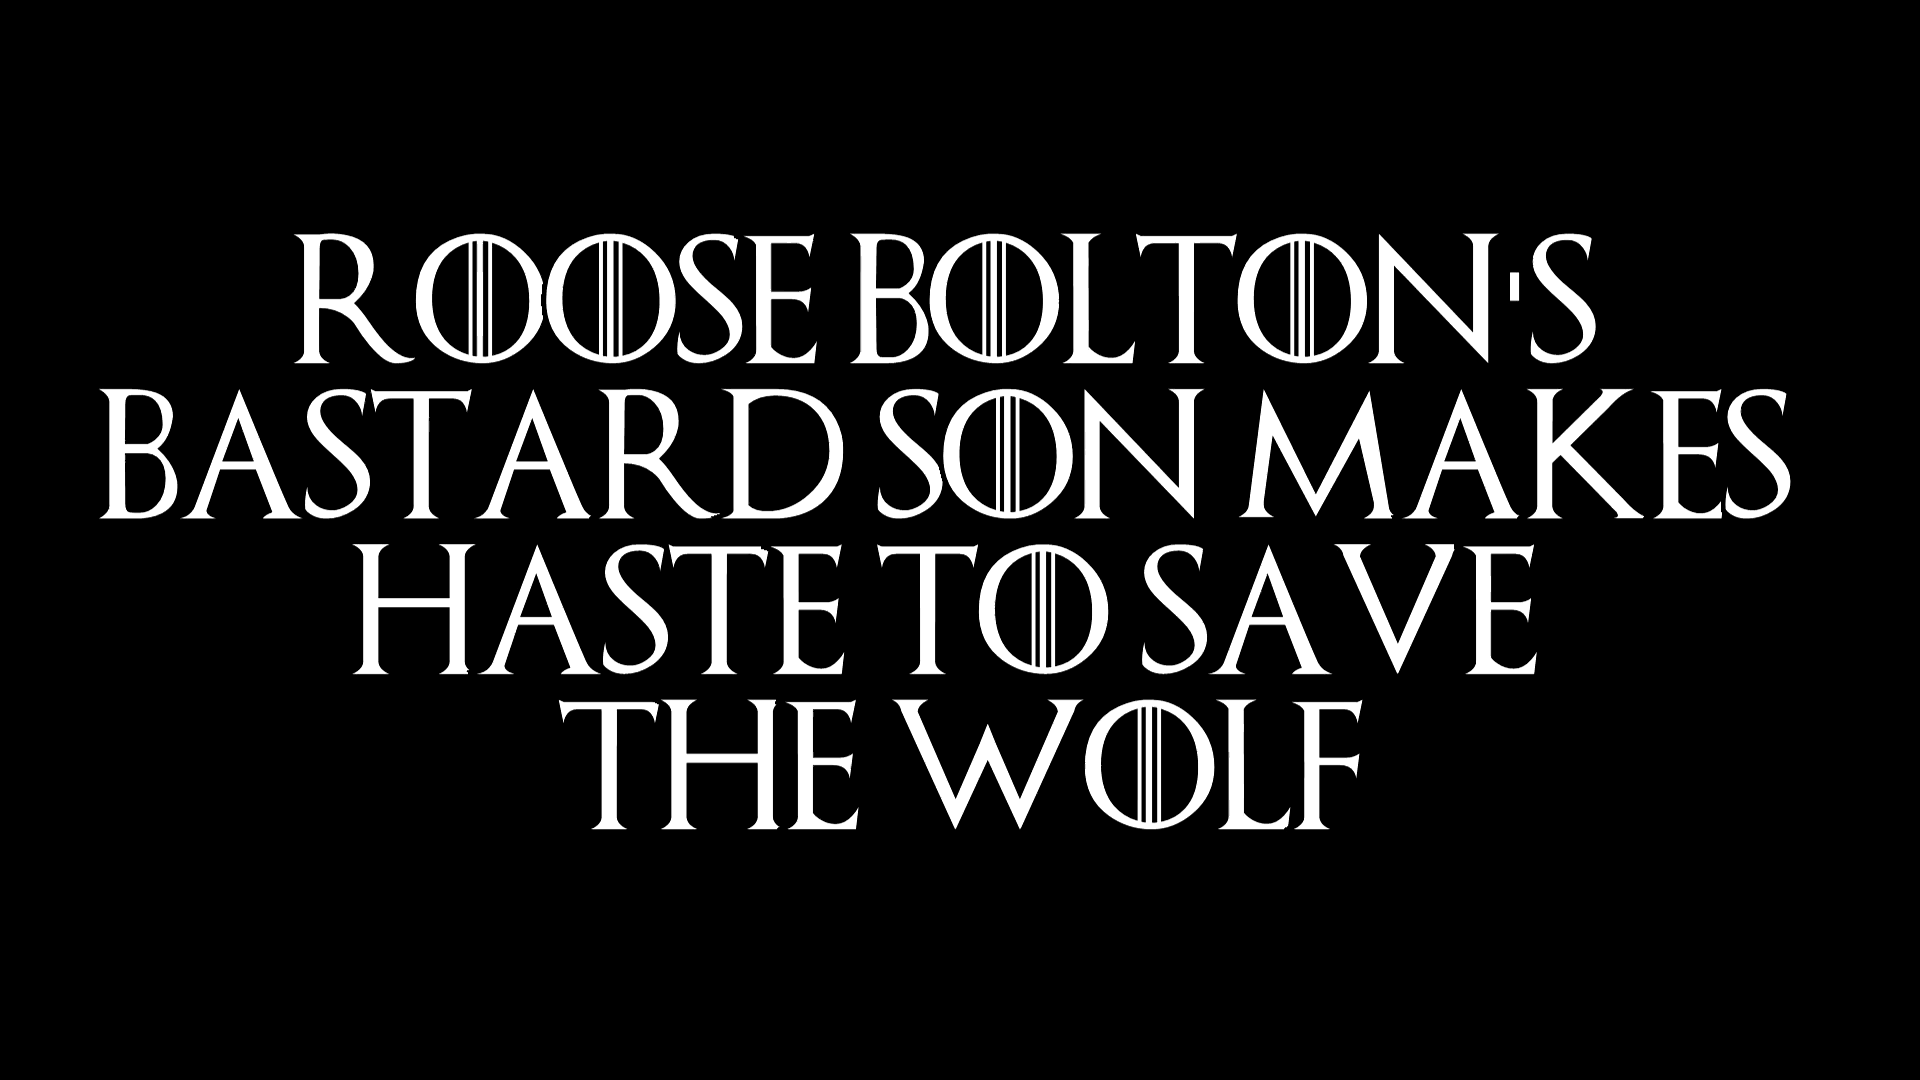 ROOSE BOLTON'S
BASTARD SON MAKES
HASTE TO SAVE
THE WOLF